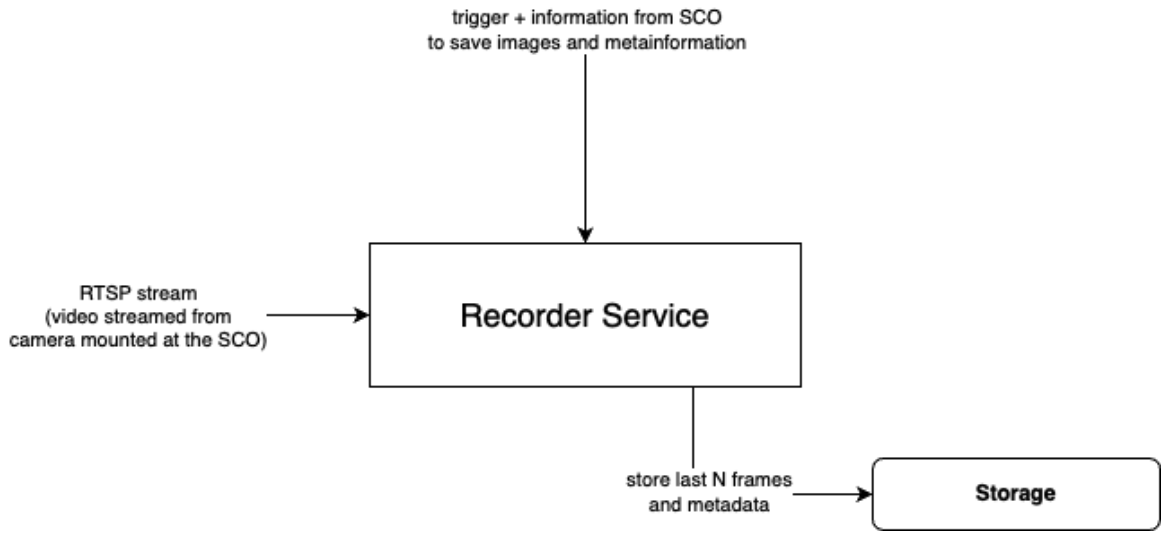 trigger + information from SCO
to save images and metainformation
RTSP stream
(video streamed from
camera mounted at the SCO)
Recorder Service
store last N frames
and metadata
Storage